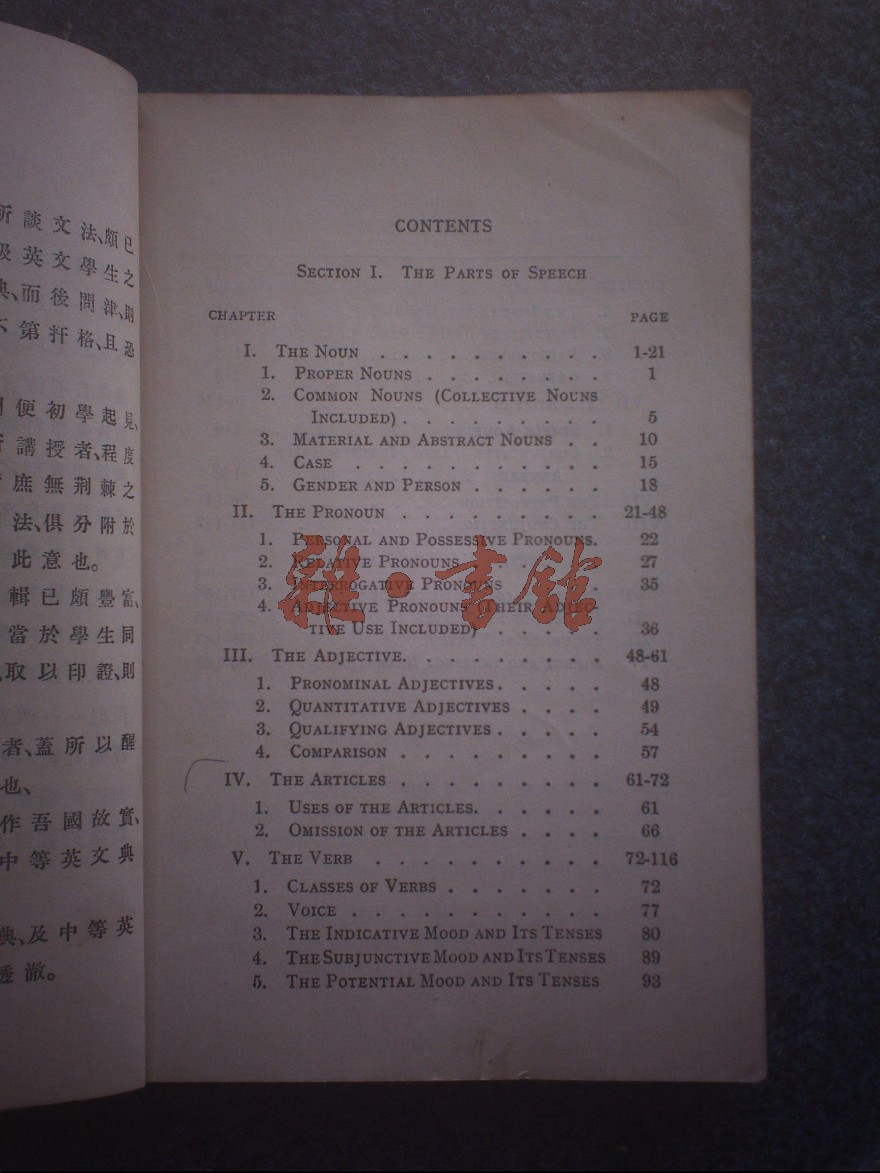 談文法、頗已
英文學生之
典、而後問津、則
第扞格、且恐
便初學起見、
講授者、程度
庶無荆棘之
法、俱分附於
此意也。
輯已頗豐富、
當於學生同
取以印證、則
者、蓋所以醒
也、
作吾國故實、
中等英文典
典、及中等英
透澈。
CONTENTS
SECTION I. THE PARTS OF SPEECH
CHAPTER PAGE
I. THE NOUN . . . . . . . . . . 1-21
1. PROPER NOUNS . . . . . . . . 1
2. COMMON NOUNS (COLLECTIVE NOUNS
INCLUDED) . . . . . . . . . 5
3. MATERIAL AND ABSTRACT NOUNS . . 10
4. CASE . . . . . . . . . . . 15
5. GENDER AND PERSON . . . . . . 18
II. THE PRONOUN . . . . . . . . . 21-48
1. PERSONAL AND POSSESSIVE PRONOUNS. 22
2. RELATIVE PRONOUNS . . . . . . 27
3. INTERROGATIVE PRONOUNS . . . . 35
4. ADJECTIVE PRONOUNS (THEIR ADJEC-
TIVE USE INCLUDED) . . . . . 36
III. THE ADJECTIVE. . . . . . . . . 48-61
1. PRONOMINAL ADJECTIVES . . . . . 48
2. QUANTITATIVE ADJECTIVES . . . . 49
3. QUALIFYING ADJECTIVES . . . . . 54
4. COMPARISON . . . . . . . . . 57
IV. THE ARTICLES . . . . . . . . . 61-72
1. USES OF THE ARTICLES. . . . . . 61
2. OMISSION OF THE ARTICLES . . . . 66
V. THE VERB . . . . . . . . . . 72-116
1. CLASSES OF VERBS . . . . . . . 72
2. VOICE . . . . . . . . . . . 77
3. THE INDICATIVE MOOD AND ITS TENSES 80
4. THE SUBJUNCTIVE MOOD AND ITS TENSES 89
5. THE POTENTIAL MOOD AND ITS TENSES 93
雜·書館